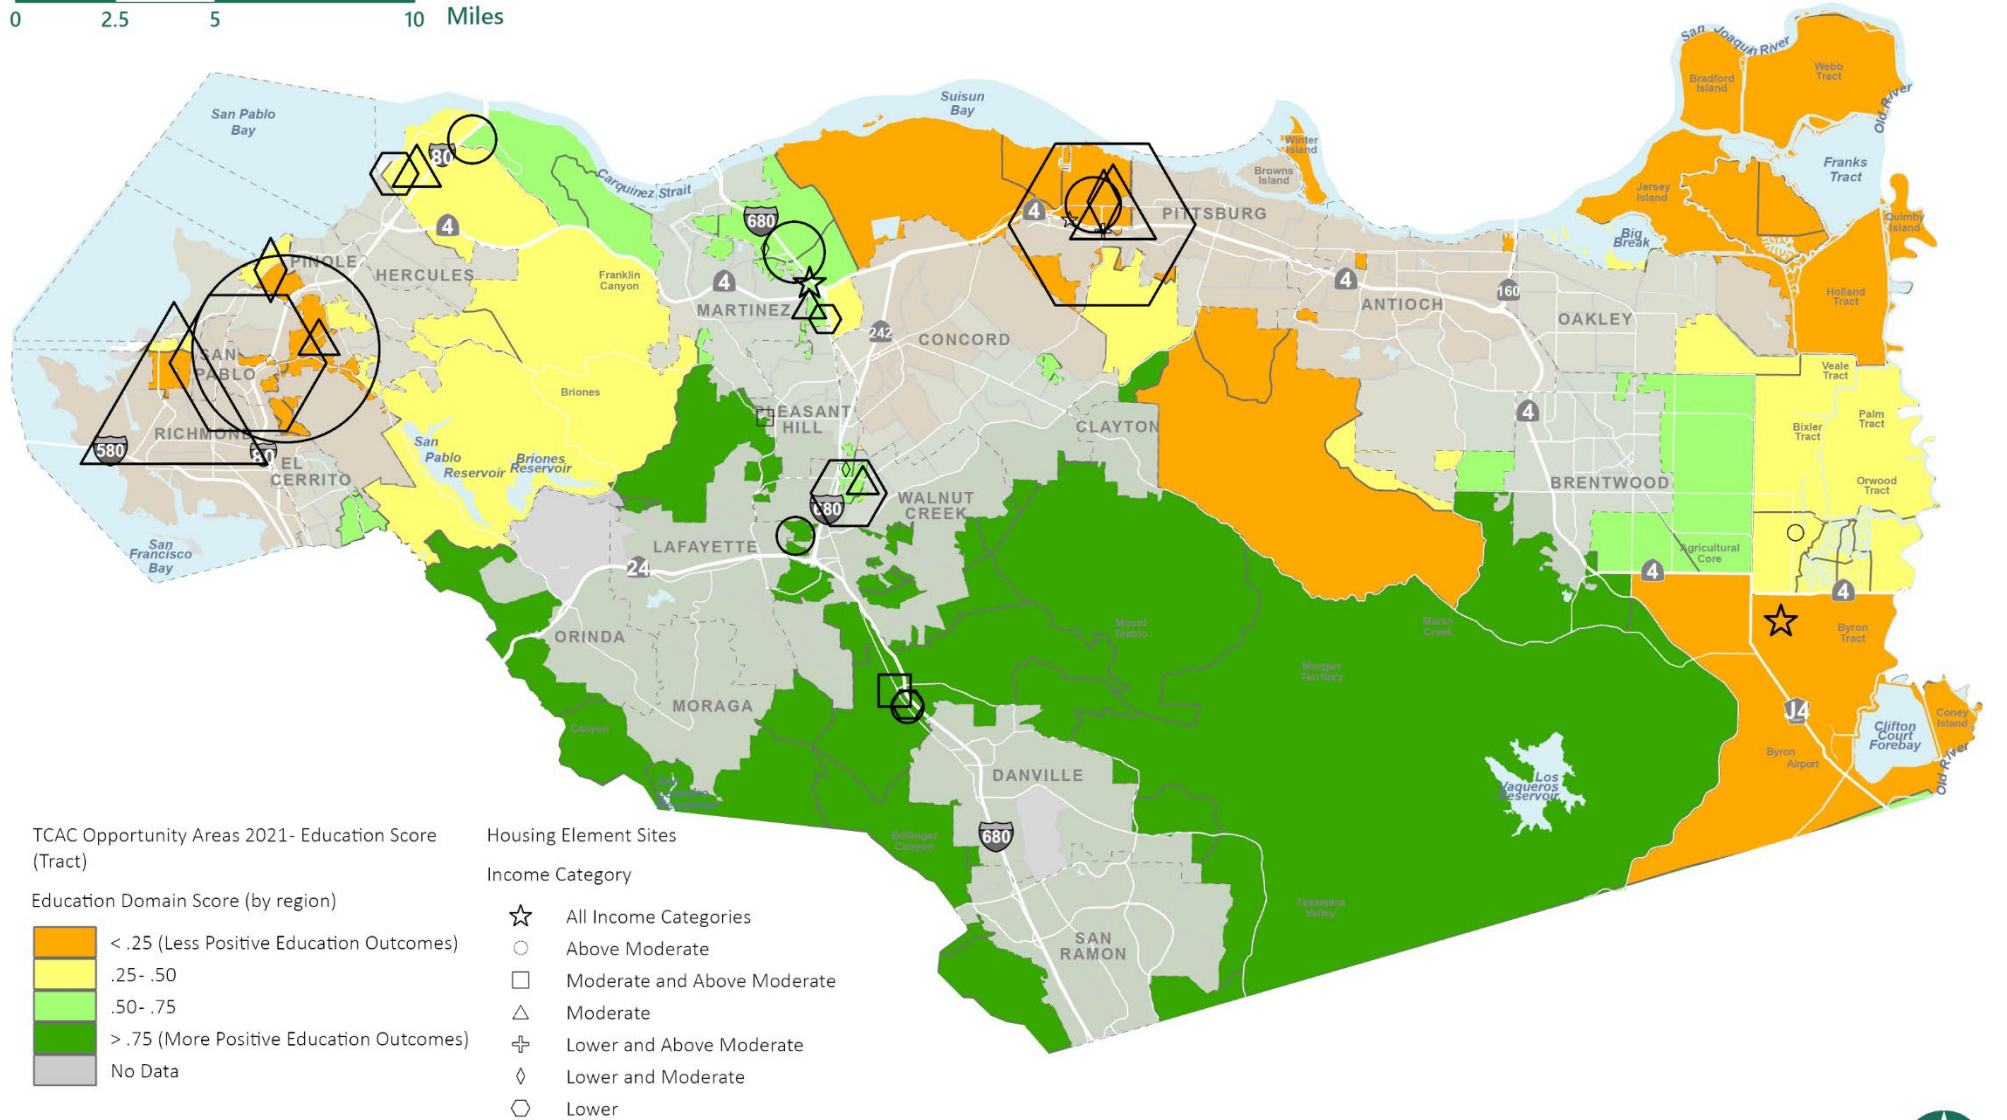 0 2.5 5 10 Miles
San Joaquin River
Webb
Tract
Bradford
Island
Old River
San Pablo
Bay
Suisun
Bay
Winter
Island
Franks
Tract
80
Carquinez Strait
Browns
Island
Jersey
Island
680
4
PITTSBURG
Quimby
Island
4
Big
Break
PINOLE
HERCULES
Franklin
Canyon
4
4
ANTIOCH
160
Holland
Tract
MARTINEZ
242
CONCORD
OAKLEY
SAN
PABLO
Veale
Tract
Briones
PLEASANT
HILL
CLAYTON
4
Palm
Tract
Bixler
Tract
RICHMOND
580
80
EL
CERRITO
San
Pablo
Reservoir
Briones
Reservoir
680
WALNUT
CREEK
BRENTWOOD
Orwood
Tract
San
Francisco
Bay
LAFAYETTE
24
Agricultural
Core
4
4
ORINDA
Mount
Diablo
Marsh
Creek
Byron
Tract
Morgan
Territory
MORAGA
Canyon
J4
Clifton
Court
Forebay
Coney
Island
Old River
Byron
Airport
DANVILLE
Los
Vaqueros
Reservoir
680
Bollinger
Canyon
Tassajara
Valley
SAN
RAMON
TCAC Opportunity Areas 2021- Education Score
(Tract)
Education Domain Score (by region)
< .25 (Less Positive Education Outcomes)
.25- .50
.50- .75
> .75 (More Positive Education Outcomes)
No Data
Housing Element Sites
Income Category
All Income Categories
Above Moderate
Moderate and Above Moderate
Moderate
Lower and Above Moderate
Lower and Moderate
Lower